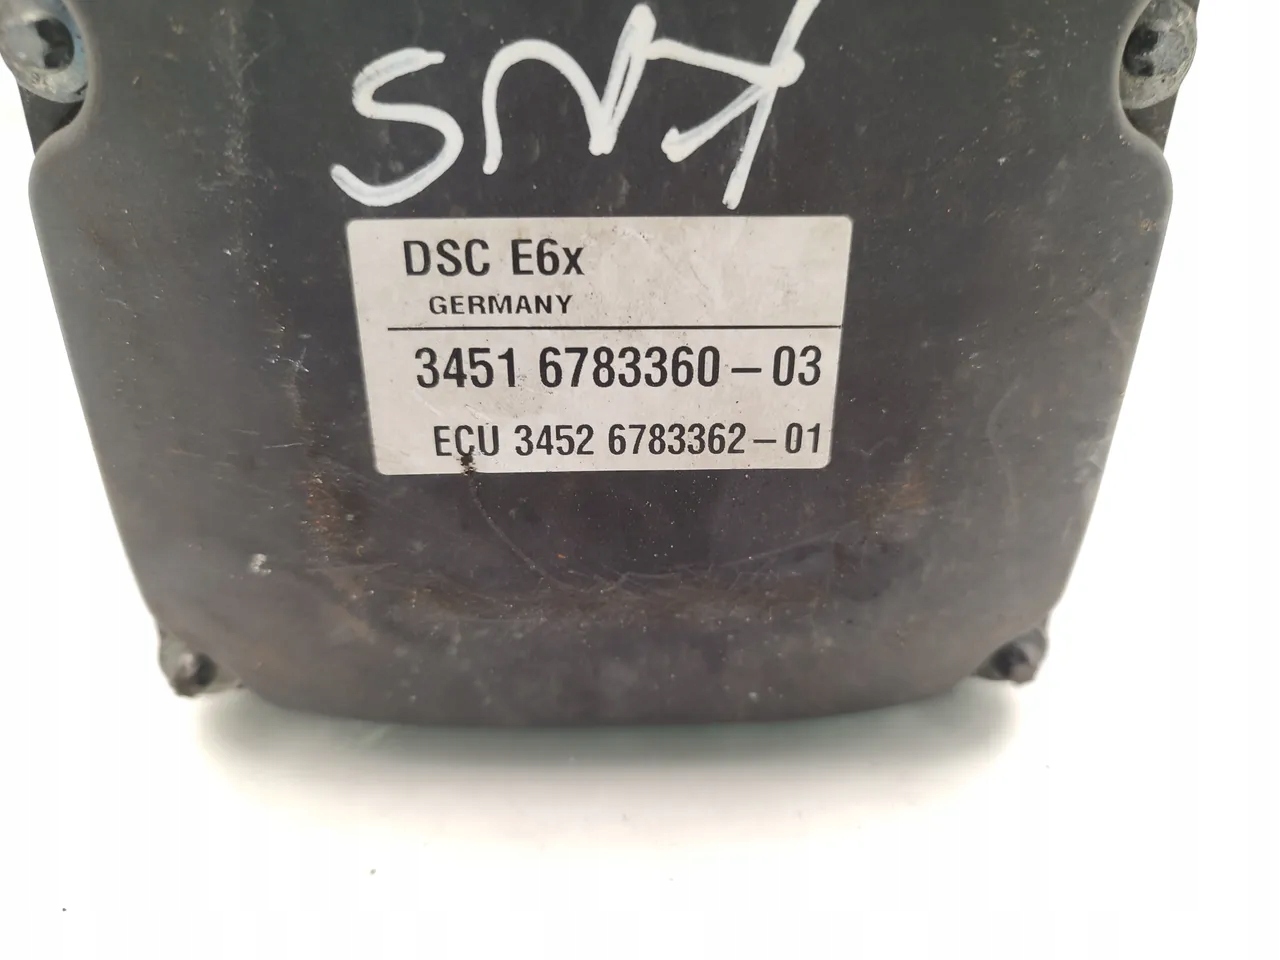 DSC E6x
GERMANY
3451 6783360-03
ECU 3452 6783362-01